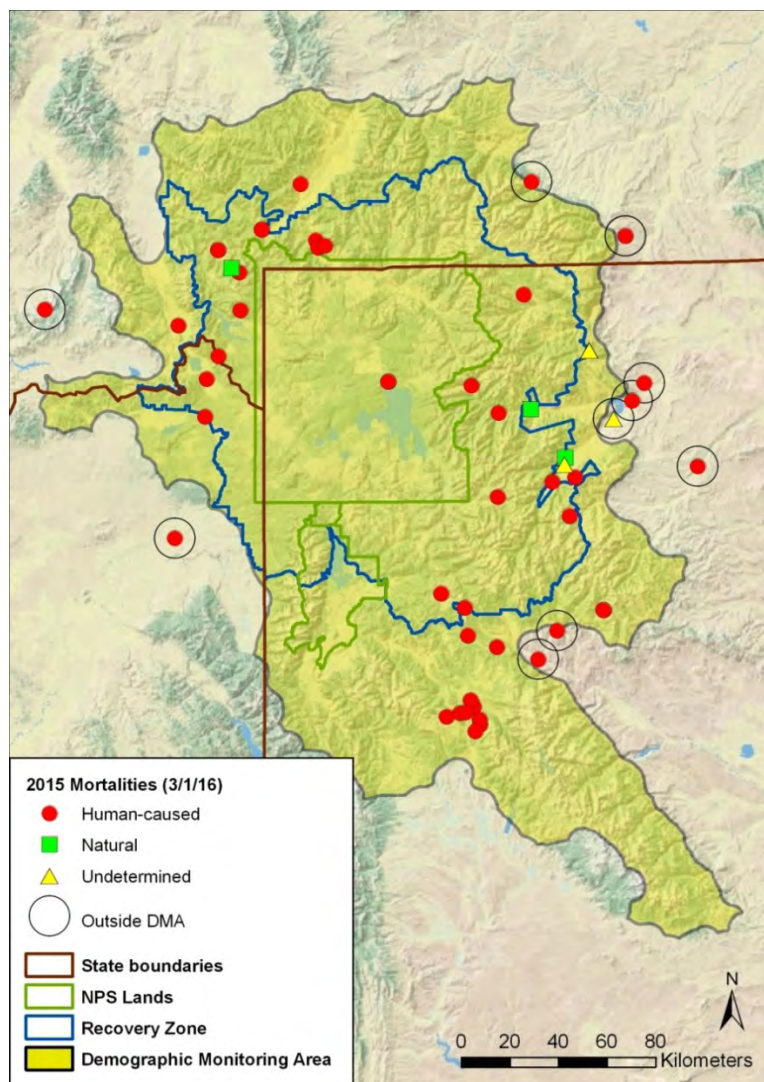 2015 Mortalities (3/1/16)
Human-caused
Natural
Undetermined
Outside DMA
State boundaries
NPS Lands
Recovery Zone
Demographic Monitoring Area
N
0 20 40 60 80
Kilometers